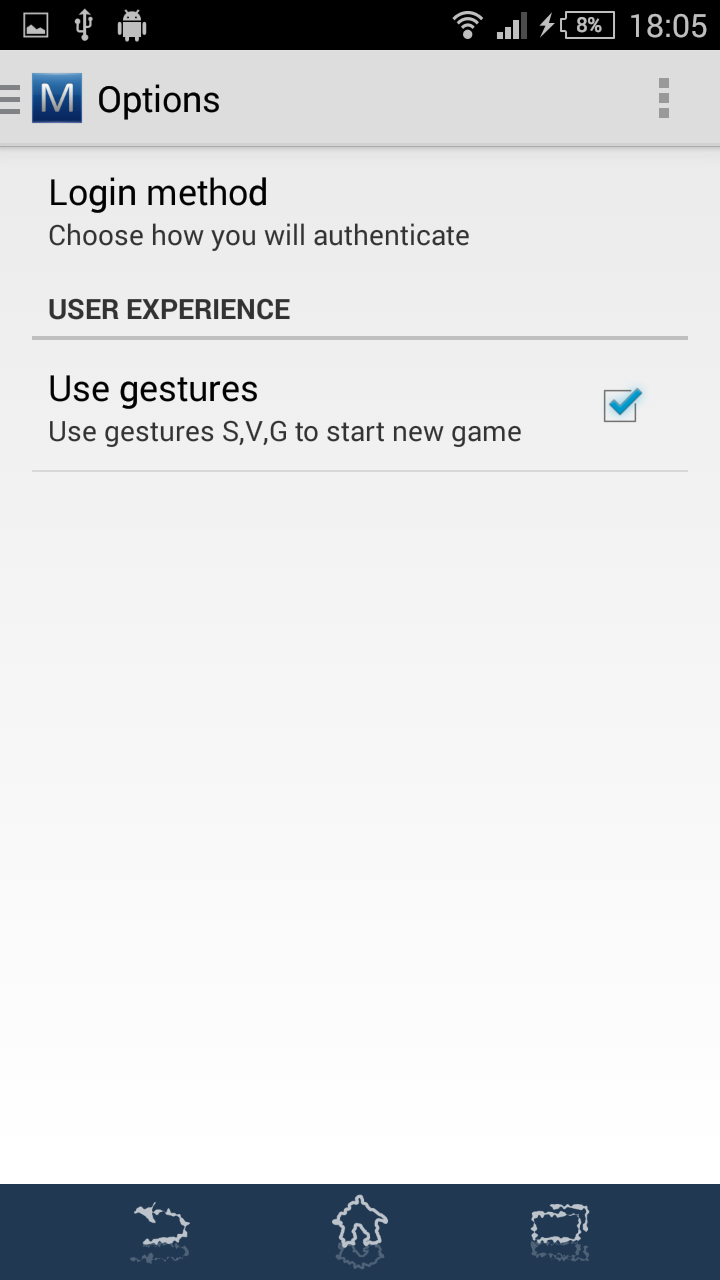 8% 18:05
M Options
Login method
Choose how you will authenticate
USER EXPERIENCE
Use gestures
Use gestures S,V,G to start new game